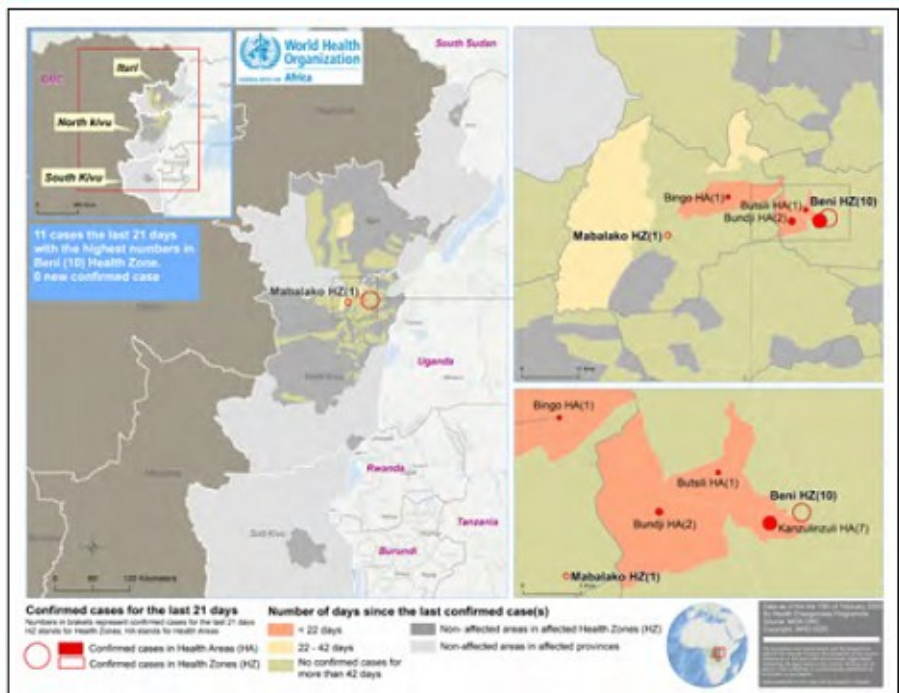 World Health
Organization
Africa
South Sudan
Ituri
North kivu
South Kivu
11 cases the last 21 days
with the highest numbers in
Beni (10) Health Zone.
0 new confirmed case
Mabalako HZ(1)
Uganda
Rwanda
Tanzania
Burundi
Sud-Kivu
Bingo HA(1)
Butsili HA(1)
Bundji HA(2)
Beni HZ(10)
Mabalako HZ(1)
Bingo HA(1)
Butsili HA(1)
Beni HZ(10)
Bundji HA(2)
Kanzulinzuli HA(7)
Mabalako HZ(1)
Confirmed cases for the last 21 days
Numbers in brakets represent confirmed cases for the last 21 days
HZ stands for Health Zones, HA stands for Health Areas
Confirmed cases in Health Areas (HA)
Confirmed cases in Health Zones (HZ)
Number of days since the last confirmed case(s)
< 22 days
22 - 42 days
No confirmed cases for
more than 42 days
Non- affected areas in affected Health Zones (HZ)
Non-affected areas in affected provinces